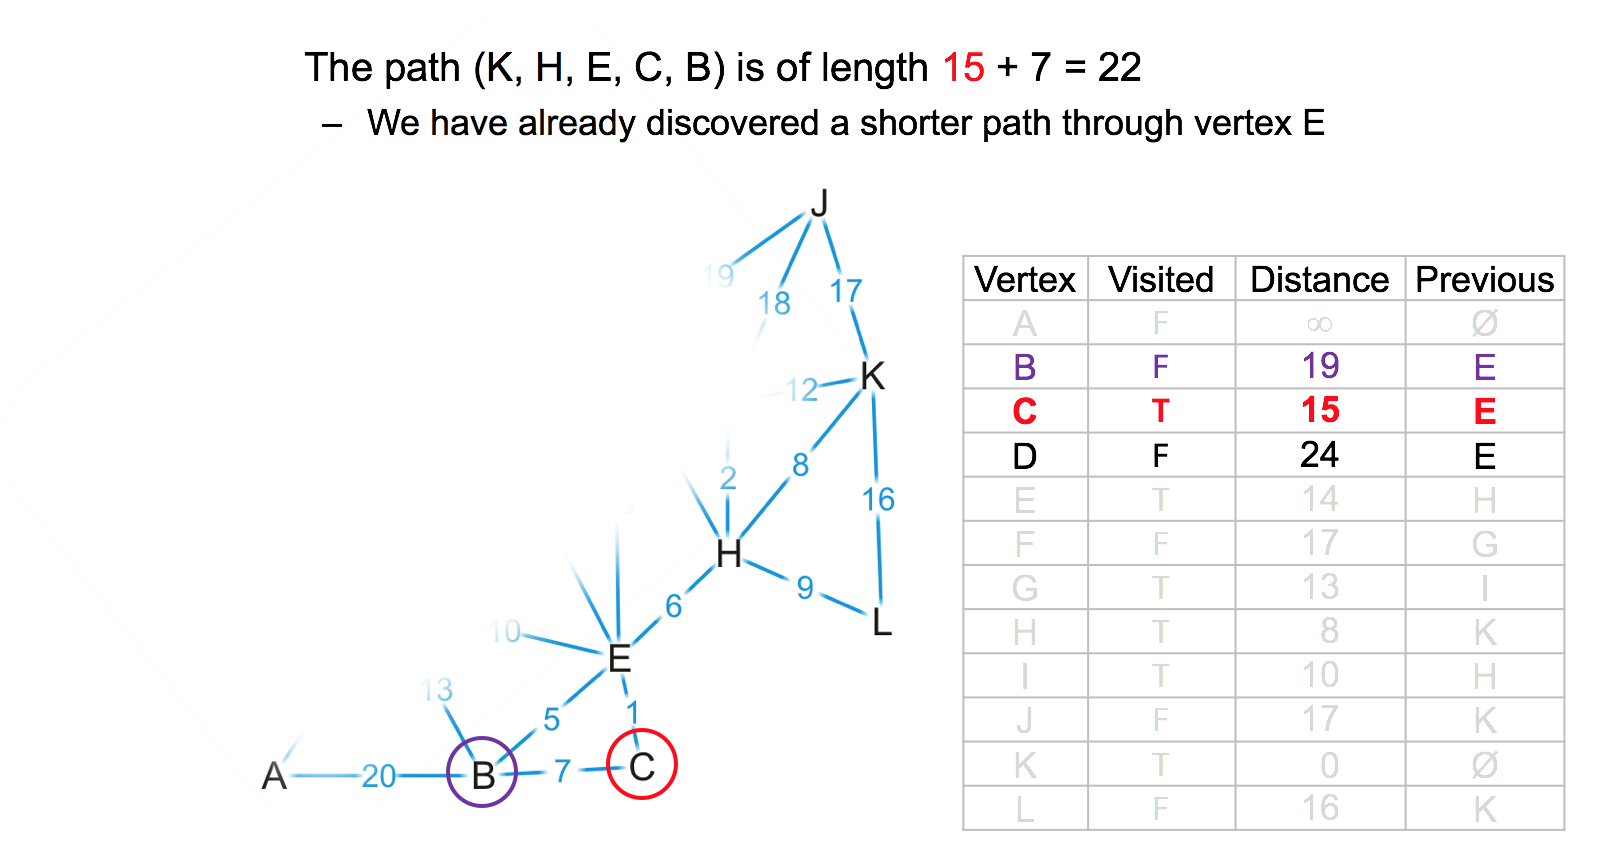 The path (K, H, E, C, B) is of length 15 + 7 = 22
– We have already discovered a shorter path through vertex E
J
19
18
17
12
K
8
2
16
H
9
6
L
10
E
13
5
1
A
20
B
7
C
Vertex Visited Distance Previous
A F ∞ Ø
B F 19 E
C T 15 E
D F 24 E
E T 14 H
F F 17 G
G T 13 I
H T 8 K
I T 10 H
J F 17 K
K T 0 Ø
L F 16 K